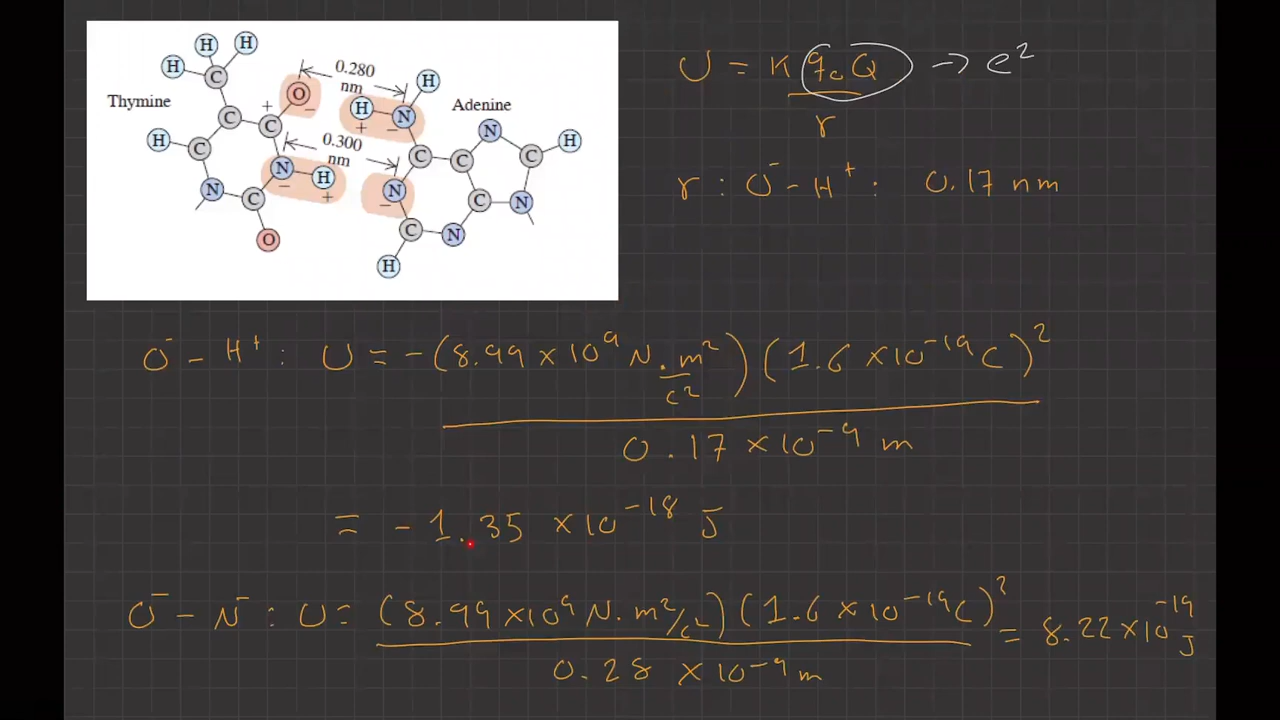 H H
H C
Thymine
0.280
nm
H
O
−
H
+
N
−
Adenine
+
C
C
H
C
0.300
nm
N
C
H
N
−
H
+
C
C
N
N
−
C
C
N
C
N
O
H
U = K q₀Q → e²
r
r : O⁻ - H⁺ : 0.17 nm
O⁻ - H⁺ : U = -(8.99 × 10⁹ N.m²/c²) (1.6 × 10⁻¹⁹ C)²
0.17 × 10⁻⁹ m
= - 1.35 × 10⁻¹⁸ J
O⁻ - N⁻ : U = (8.99 × 10⁹ N.m²/c²) (1.6 × 10⁻¹⁹ C)² = 8.22 × 10⁻¹⁹ J
0.28 × 10⁻⁹ m